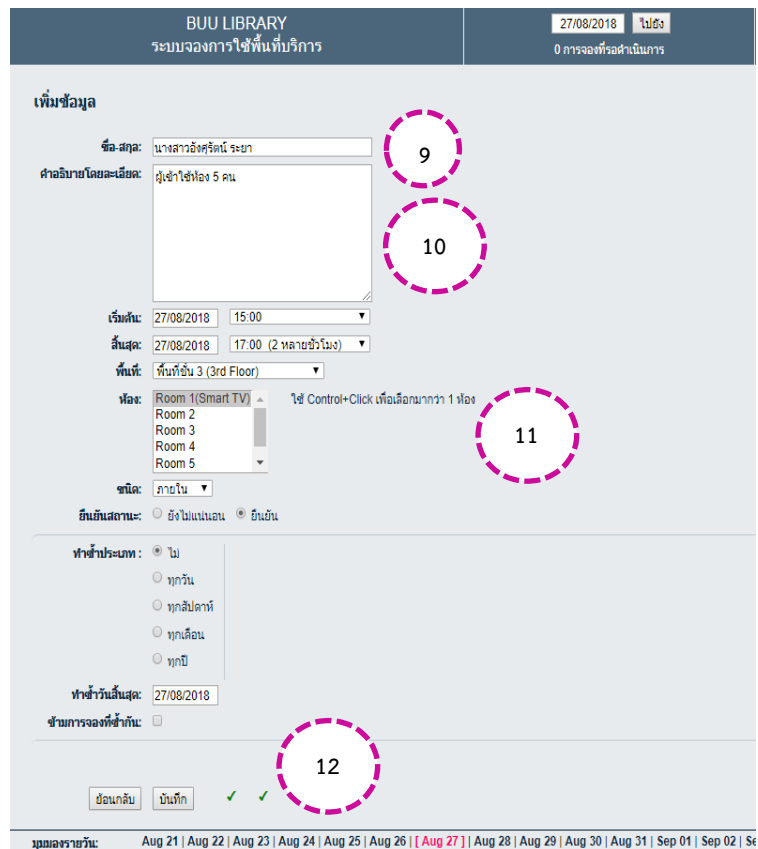 BUU LIBRARY
ระบบจองการใช้พื้นที่บริการ
27/08/2018 ไปยัง
0 การจองที่รอดำเนินการ
เพิ่มข้อมูล
ชื่อ-สกุล: นางสาวอังศุรัตน์ ระยา
9
คำอธิบายโดยละเอียด: ผู้เข้าใช้ห้อง 5 คน
10
เริ่มต้น: 27/08/2018 15:00
สิ้นสุด: 27/08/2018 17:00 (2 หลายชั่วโมง)
พื้นที่: พื้นที่ชั้น 3 (3rd Floor)
ห้อง: Room 1(Smart TV) ใช้ Control+Click เพื่อเลือกมากกว่า 1 ห้อง
Room 2
Room 3
Room 4
Room 5
11
ชนิด: ภายใน
ยืนยันสถานะ: ยังไม่แน่นอน ยืนยัน
ทำซ้ำประเภท : ไม่
ทุกวัน
ทุกสัปดาห์
ทุกเดือน
ทุกปี
ทำซ้ำวันสิ้นสุด: 27/08/2018
ข้ามการจองที่ซ้ำกัน:
12
ย้อนกลับ บันทึก ✓ ✓
มุมมองรายวัน: Aug 21 | Aug 22 | Aug 23 | Aug 24 | Aug 25 | Aug 26 | [ Aug 27 ] | Aug 28 | Aug 29 | Aug 30 | Aug 31 | Sep 01 | Sep 02 | Se